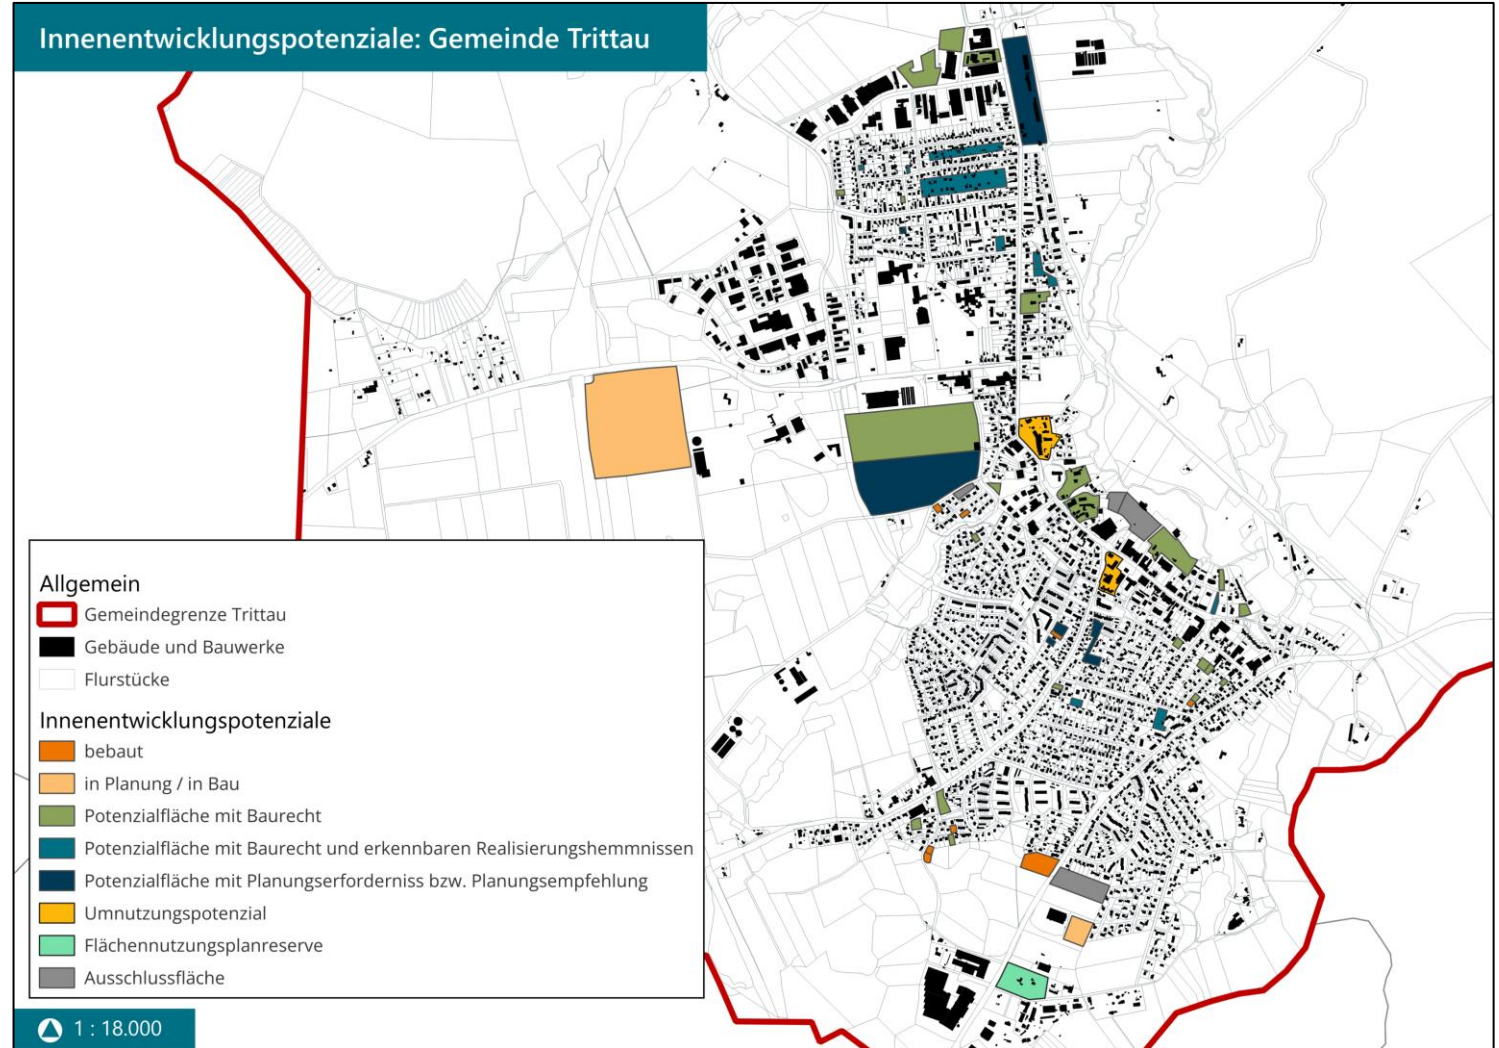 Innenentwicklungspotenziale: Gemeinde Trittau
Allgemein
Gemeindegrenze Trittau
Gebäude und Bauwerke
Flurstücke
Innenentwicklungspotenziale
bebaut
in Planung / in Bau
Potenzialfläche mit Baurecht
Potenzialfläche mit Baurecht und erkennbaren Realisierungshemmnissen
Potenzialfläche mit Planungserforderniss bzw. Planungsempfehlung
Umnutzungspotenzial
Flächennutzungsplanreserve
Ausschlussfläche
1 : 18.000